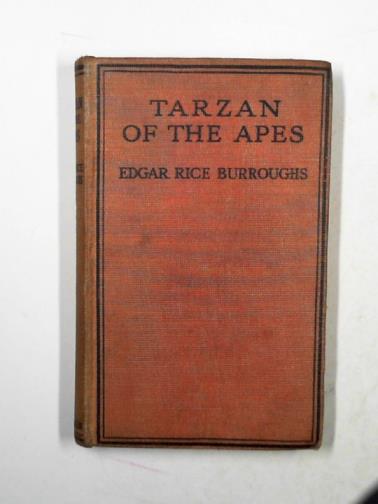 TARZAN
OF THE APES
EDGAR RICE BURROUGHS